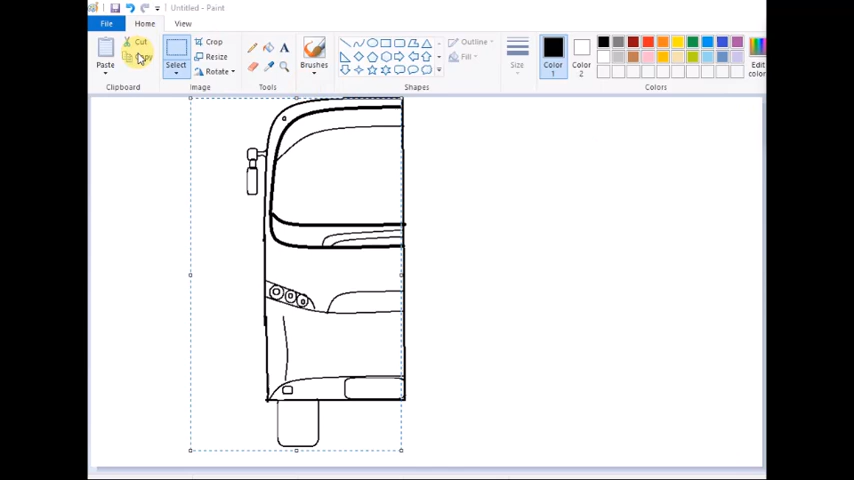 Untitled - Paint
File Home View
Paste
Cut
Copy
Clipboard
Select
Crop
Resize
Rotate
Image
A
Tools
Brushes
Outline
Fill
Shapes
Size
Color
1
Color
2
Edit
Colors